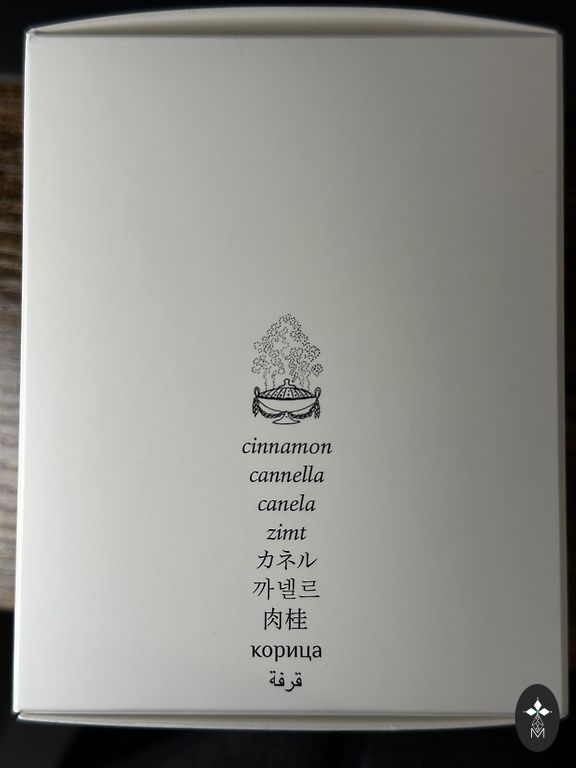 cinnamon
cannella
canela
zimt
カネル
까넬르
肉桂
корица
قرفة
M